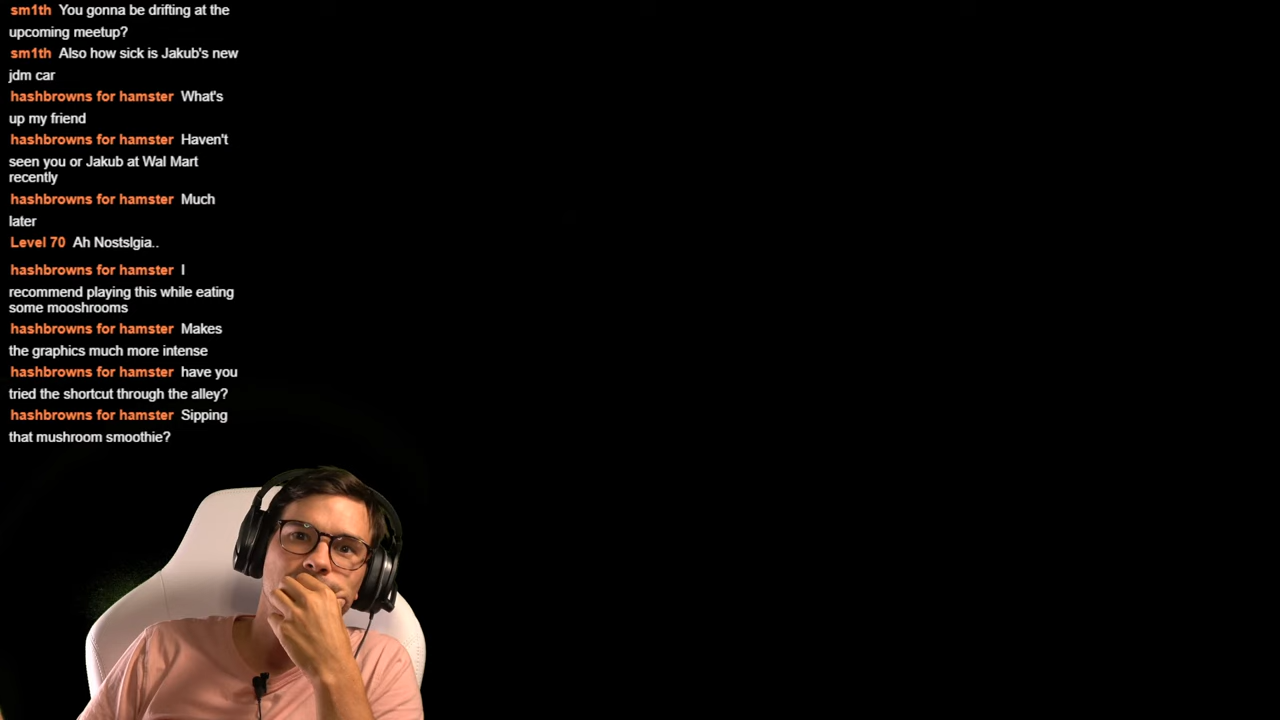 sm1th You gonna be drifting at the
upcoming meetup?
sm1th Also how sick is Jakub's new
jdm car
hashbrowns for hamster What's
up my friend
hashbrowns for hamster Haven't
seen you or Jakub at Wal Mart
recently
hashbrowns for hamster Much
later
Level 70 Ah Nostslgia..
hashbrowns for hamster I
recommend playing this while eating
some mooshrooms
hashbrowns for hamster Makes
the graphics much more intense
hashbrowns for hamster have you
tried the shortcut through the alley?
hashbrowns for hamster Sipping
that mushroom smoothie?